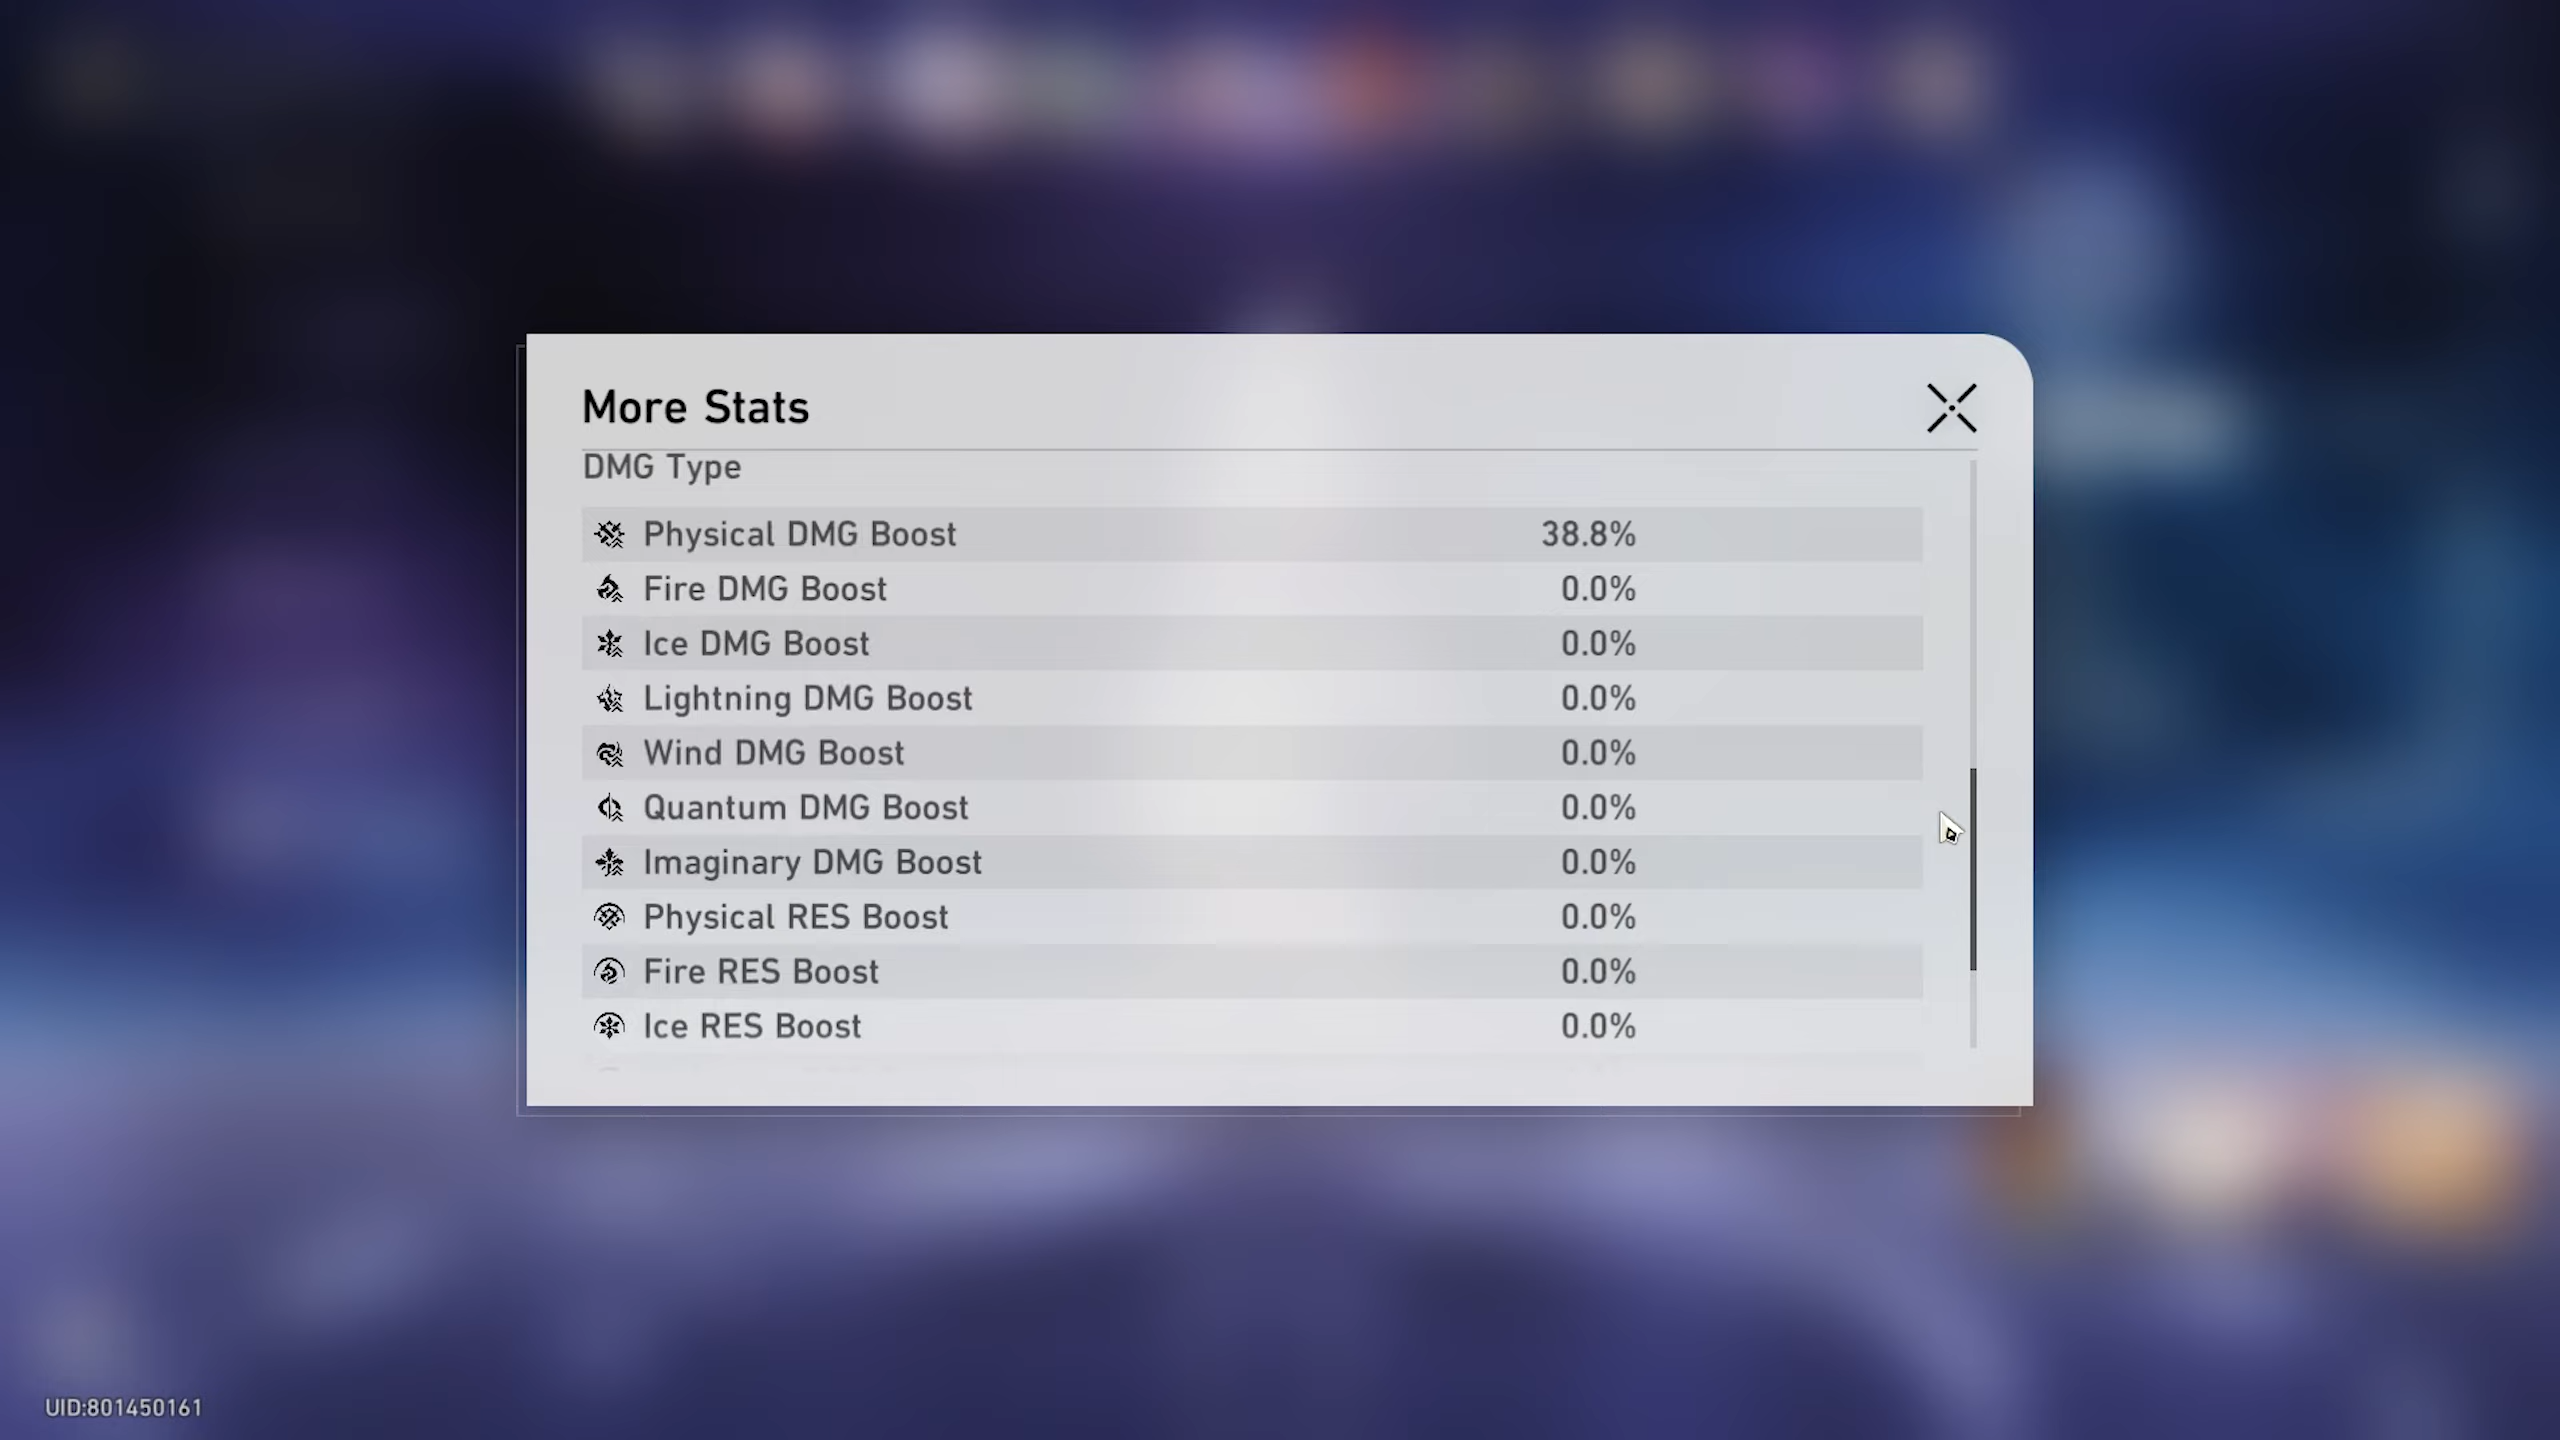 More Stats
DMG Type
Physical DMG Boost 38.8%
Fire DMG Boost 0.0%
Ice DMG Boost 0.0%
Lightning DMG Boost 0.0%
Wind DMG Boost 0.0%
Quantum DMG Boost 0.0%
Imaginary DMG Boost 0.0%
Physical RES Boost 0.0%
Fire RES Boost 0.0%
Ice RES Boost 0.0%
UID:801450161